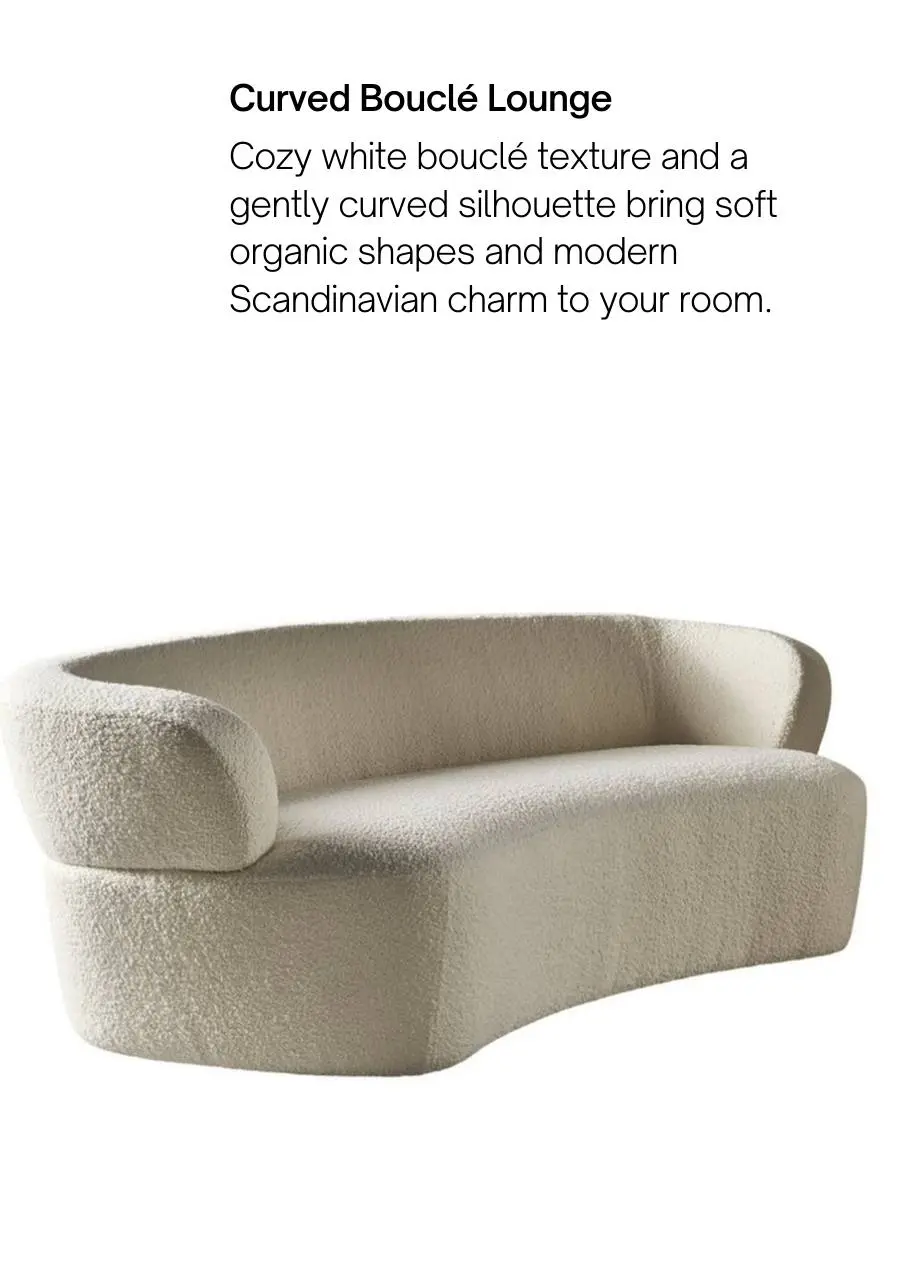 Curved Bouclé Lounge
Cozy white bouclé texture and a
gently curved silhouette bring soft
organic shapes and modern
Scandinavian charm to your room.